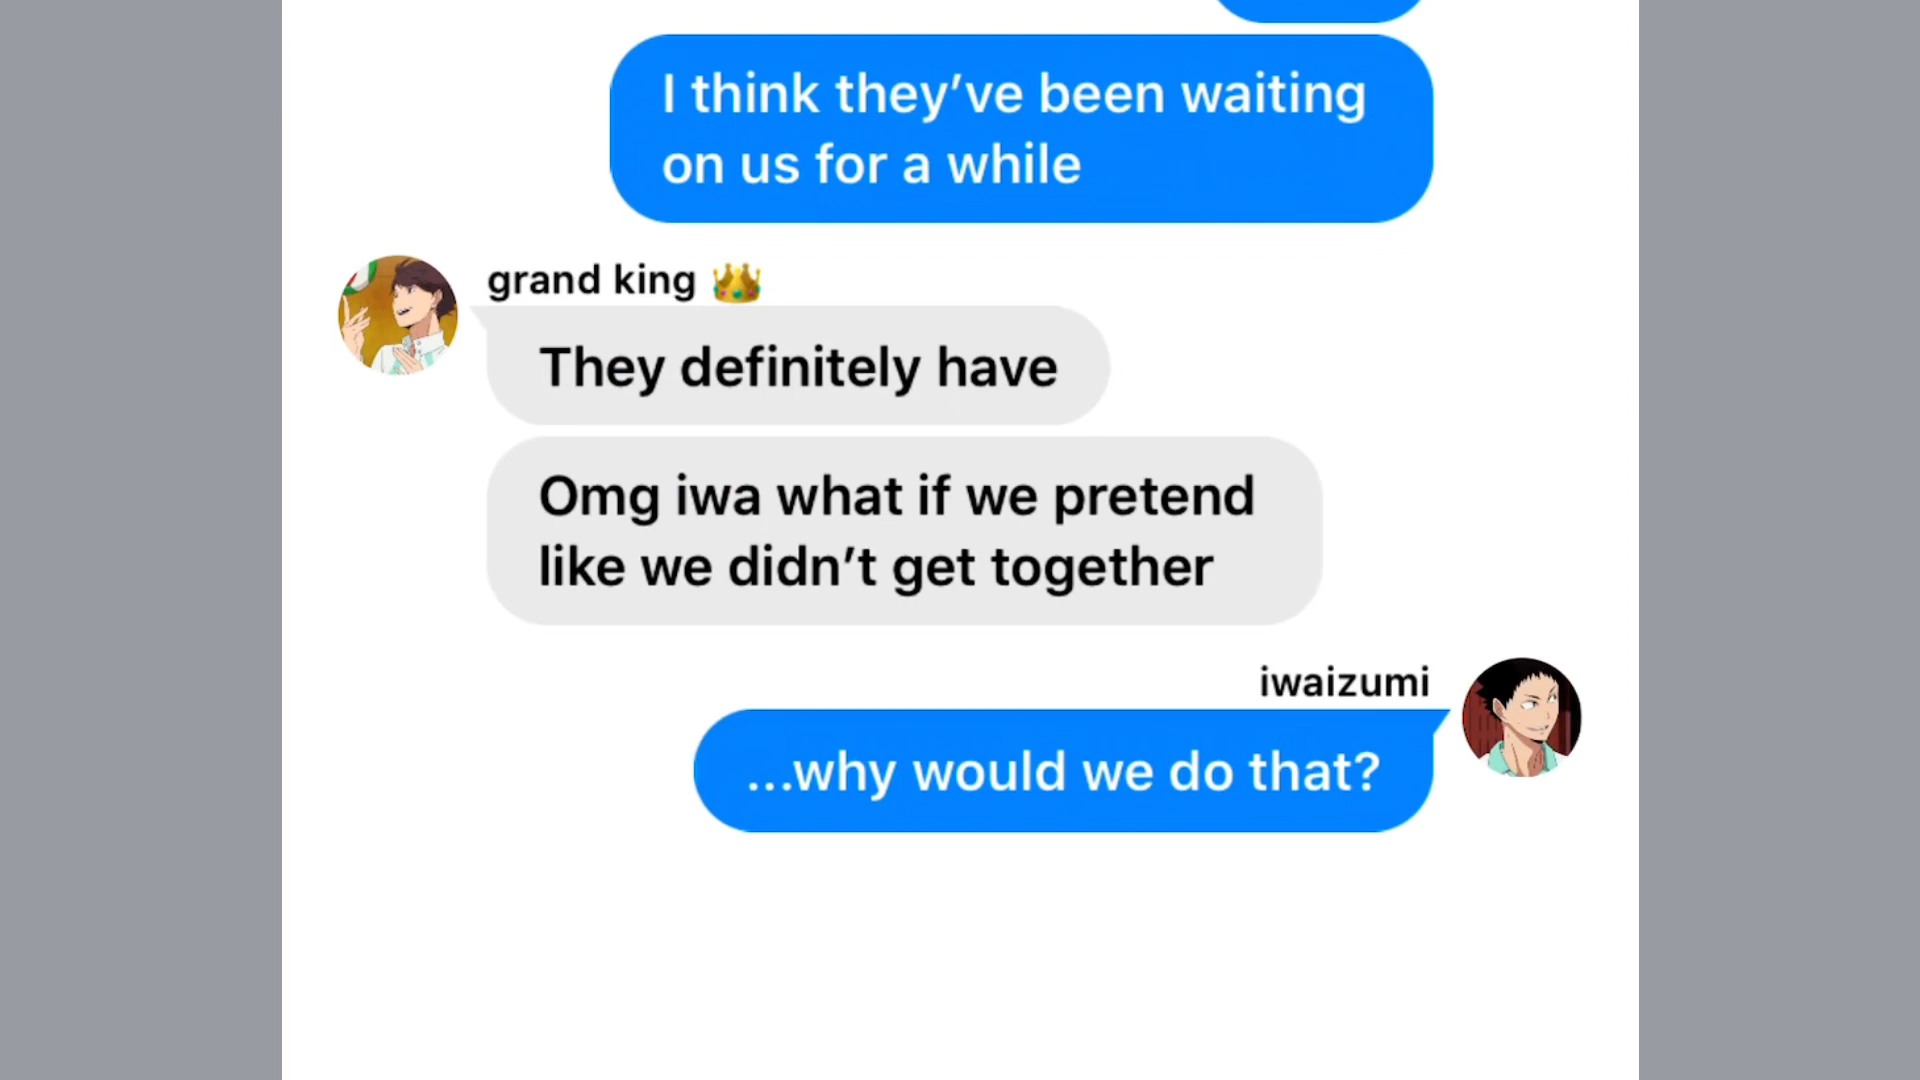 I think they’ve been waiting
on us for a while
grand king 👑
They definitely have
Omg iwa what if we pretend
like we didn’t get together
iwaizumi
...why would we do that?